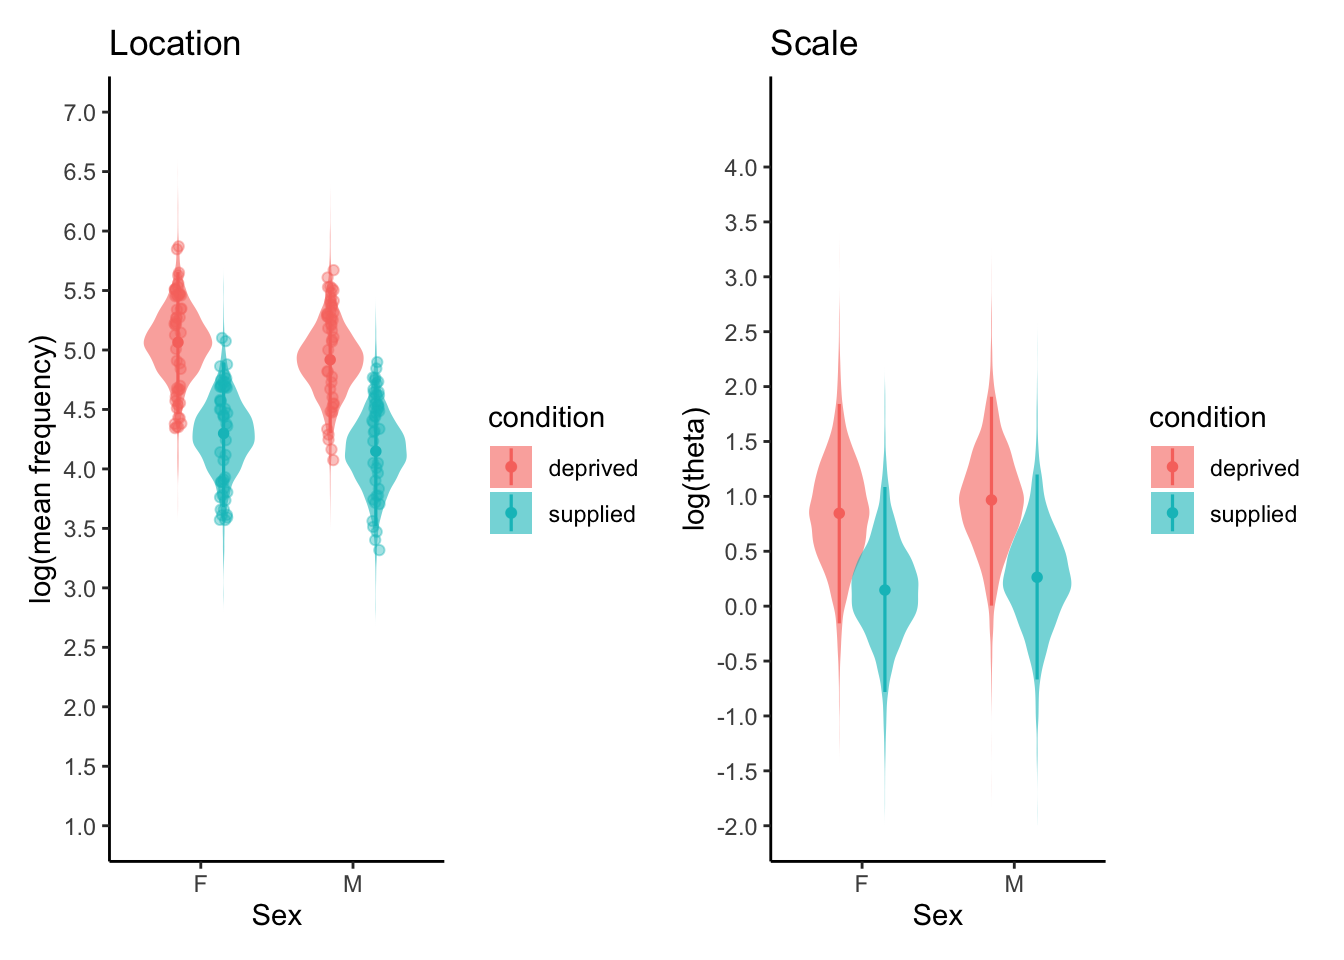 Location
log(mean frequency)
7.0
6.5
6.0
5.5
5.0
4.5
4.0
3.5
3.0
2.5
2.0
1.5
1.0
F
M
Sex
condition
deprived
supplied
Scale
log(theta)
4.0
3.5
3.0
2.5
2.0
1.5
1.0
0.5
0.0
-0.5
-1.0
-1.5
-2.0
F
M
Sex
condition
deprived
supplied